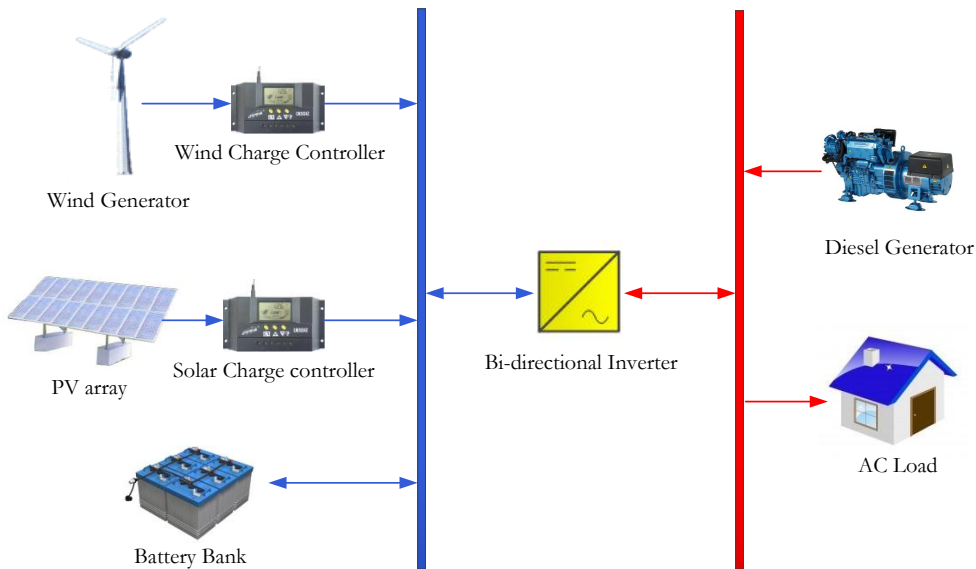 Wind Charge Controller
Wind Generator
Diesel Generator
Bi-directional Inverter
Solar Charge controller
PV array
AC Load
Battery Bank